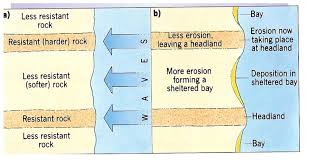 a)
Less resistant
rock
Resistant (harder) rock
Less resistant
(softer) rock
Resistant rock
Less resistant
rock
WAVES
b)
Less erosion,
leaving a headland
More erosion
forming a
sheltered bay
Bay
Erosion now
taking place
at headland
Deposition in
sheltered bay
Headland
Bay